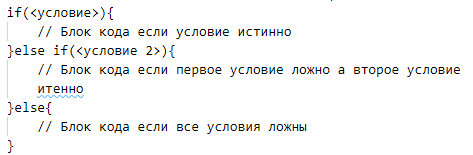 if(<условие>){
// Блок кода если условие истинно
}else if(<условие 2>){
// Блок кода если первое условие ложно а второе условие
итенно
}else{
// Блок кода если все условия ложны
}